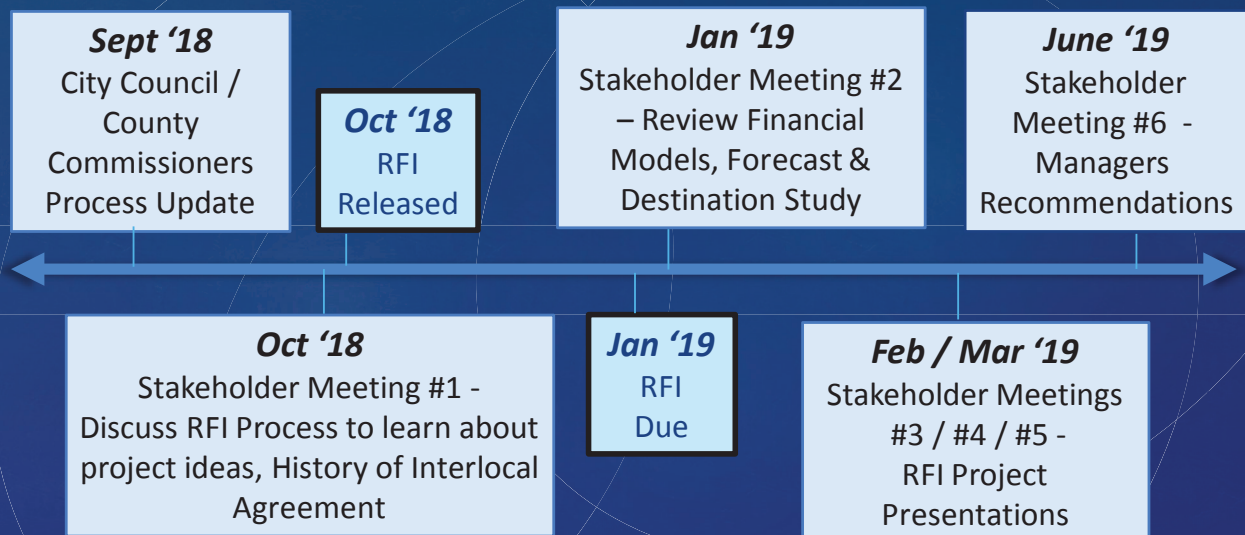 Sept ‘18
City Council /
County
Commissioners
Process Update
Oct ‘18
RFI
Released
Jan ‘19
Stakeholder Meeting #2
– Review Financial
Models, Forecast &
Destination Study
June ‘19
Stakeholder
Meeting #6 -
Managers
Recommendations
Oct ‘18
Stakeholder Meeting #1 -
Discuss RFI Process to learn about
project ideas, History of Interlocal
Agreement
Jan ‘19
RFI
Due
Feb / Mar ‘19
Stakeholder Meetings
#3 / #4 / #5 -
RFI Project
Presentations